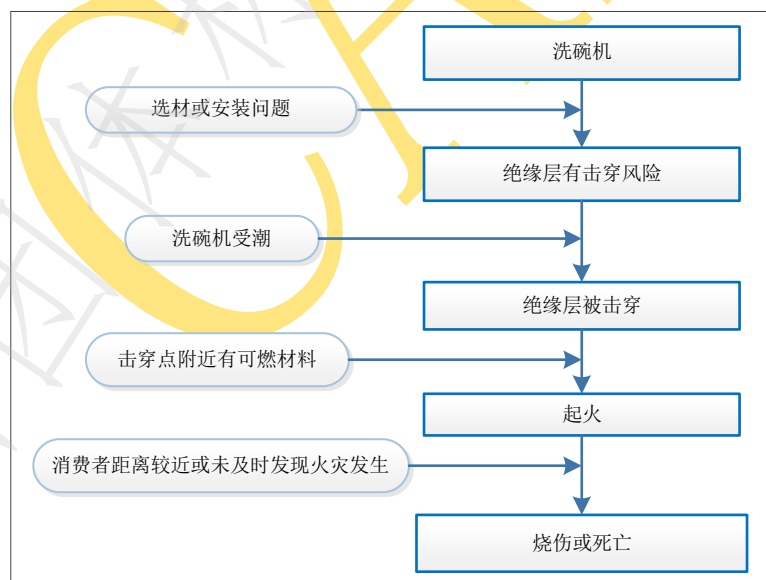 洗碗机
选材或安装问题
绝缘层有击穿风险
洗碗机受潮
绝缘层被击穿
击穿点附近有可燃材料
起火
消费者距离较近或未及时发现火灾发生
烧伤或死亡